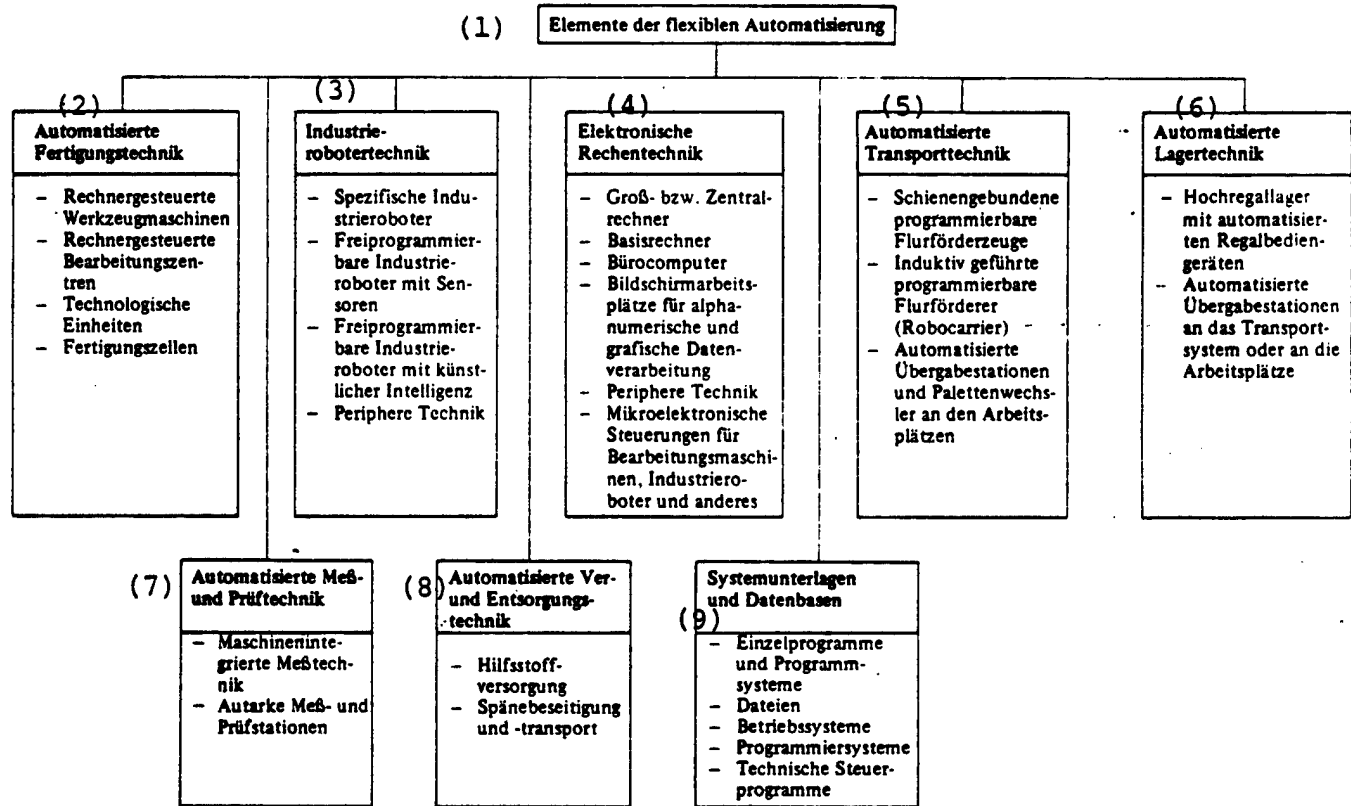 (1) Elemente der flexiblen Automatisierung
(2)
Automatisierte
Fertigungstechnik
– Rechnergesteuerte
Werkzeugmaschinen
– Rechnergesteuerte
Bearbeitungszen-
tren
– Technologische
Einheiten
– Fertigungszellen
(3)
Industrie-
robotertechnik
– Spezifische Indu-
strieroboter
– Freiprogrammier-
bare Industrie-
roboter mit Sen-
soren
– Freiprogrammier-
bare Industrie-
roboter mit künst-
licher Intelligenz
– Periphere Technik
(4)
Elektronische
Rechentechnik
– Groß- bzw. Zentral-
rechner
– Basisrechner
– Bürocomputer
– Bildschirmarbeits-
plätze für alpha-
numerische und
grafische Daten-
verarbeitung
– Periphere Technik
– Mikroelektronische
Steuerungen für
Bearbeitungsmaschi-
nen, Industriero-
boter und anderes
(5)
Automatisierte
Transporttechnik
– Schienengebundene
programmierbare
Flurförderzeuge
– Induktiv geführte
programmierbare
Flurförderer
(Robocarrier)
– Automatisierte
Übergabestationen
und Palettenwechs-
ler an den Arbeits-
plätzen
(6)
Automatisierte
Lagertechnik
– Hochregallager
mit automatisier-
ten Regalbedien-
geräten
– Automatisierte
Übergabestationen
an das Transport-
system oder an die
Arbeitsplätze
(7)
Automatisierte Meß-
und Prüftechnik
– Maschineninte-
grierte Meßtech-
nik
– Autarke Meß- und
Prüfstationen
(8)
Automatisierte Ver-
und Entsorgungs-
technik
– Hilfsstoff-
versorgung
– Spänebeseitigung
und -transport
(9)
Systemunterlagen
und Datenbasen
– Einzelprogramme
und Programm-
systeme
– Dateien
– Betriebssysteme
– Programmiersysteme
– Technische Steuer-
programme